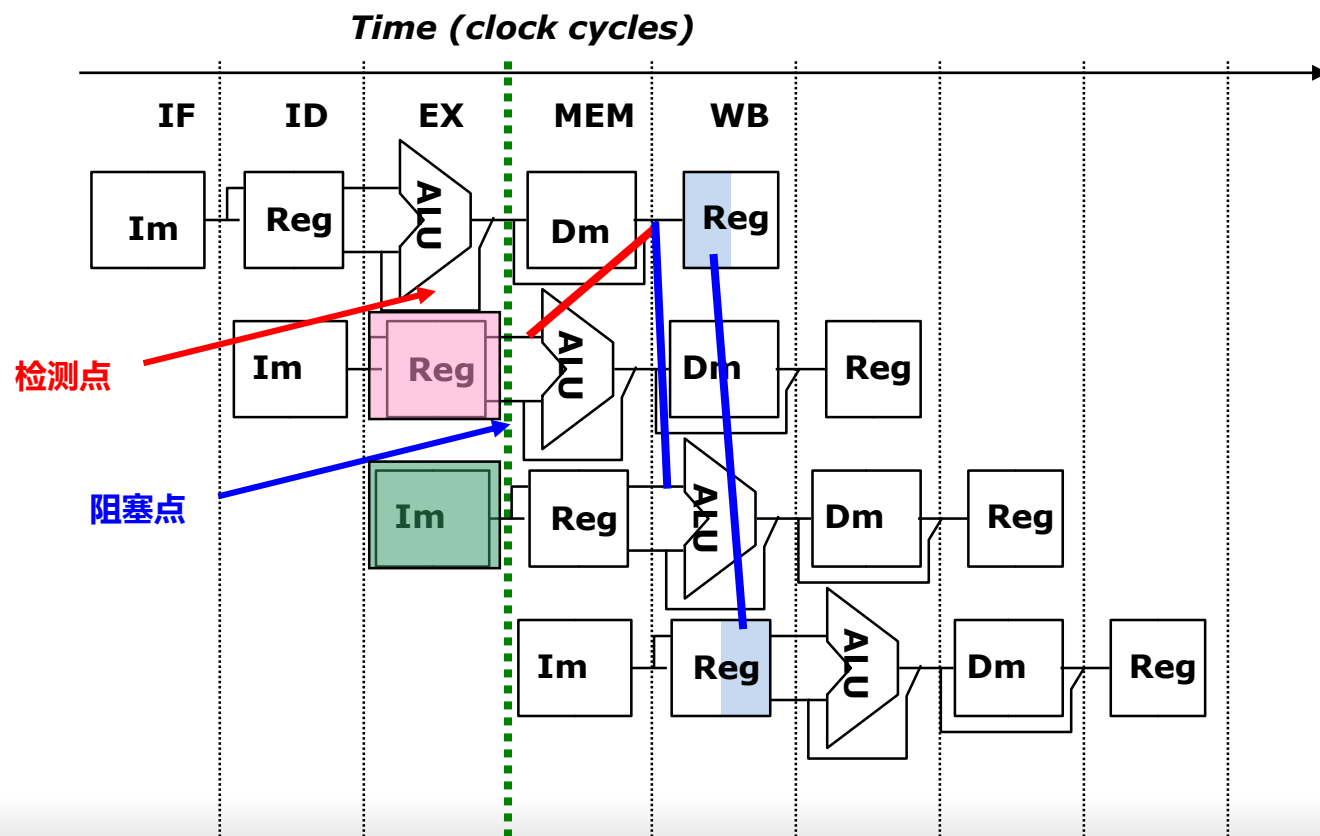 Time (clock cycles)
IF ID EX MEM WB
Im Reg ALU Dm Reg
Im Reg ALU Dm Reg
检测点
Im Reg ALU Dm Reg
阻塞点
Im Reg ALU Dm Reg